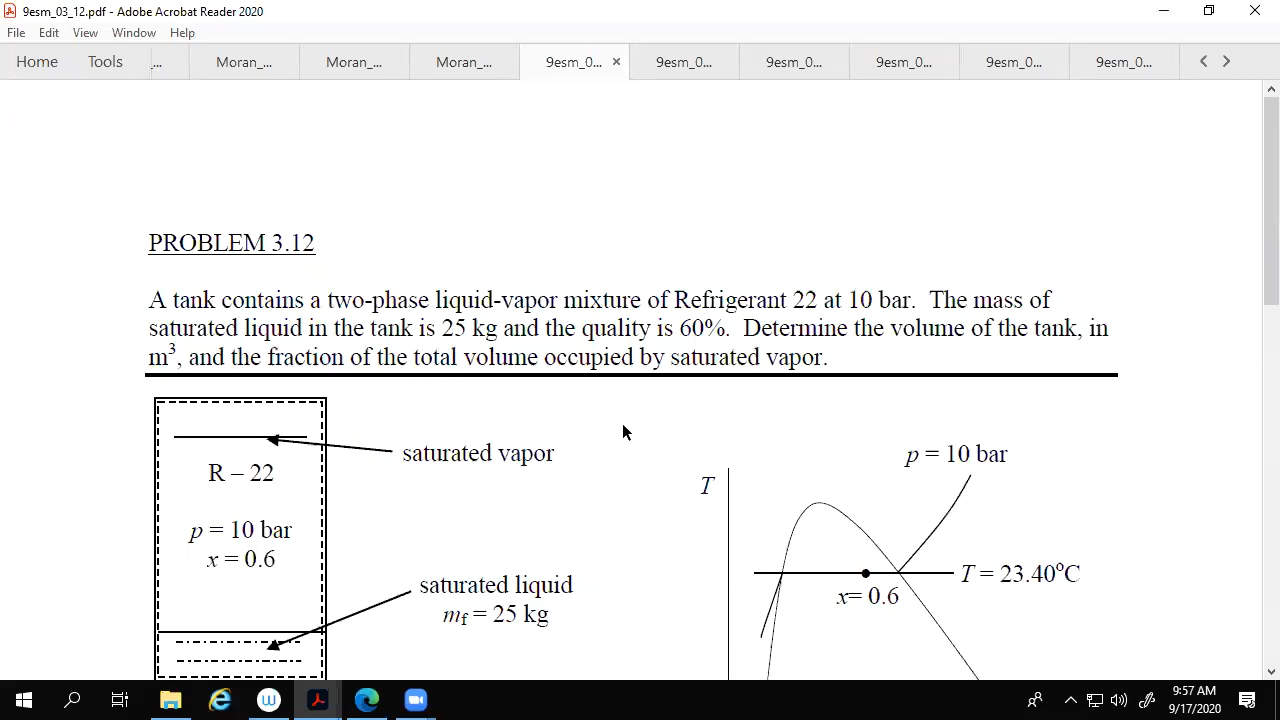 9esm_03_12.pdf - Adobe Acrobat Reader 2020
File Edit View Window Help
Home Tools ... Moran_... Moran_... Moran_... 9esm_0... × 9esm_0... 9esm_0... 9esm_0... 9esm_0... 9esm_0...
PROBLEM 3.12
A tank contains a two-phase liquid-vapor mixture of Refrigerant 22 at 10 bar. The mass of
saturated liquid in the tank is 25 kg and the quality is 60%. Determine the volume of the tank, in
m³, and the fraction of the total volume occupied by saturated vapor.
saturated vapor
R – 22
p = 10 bar
x = 0.6
saturated liquid
mf = 25 kg
p = 10 bar
T
T = 23.40°C
x= 0.6
9:57 AM
9/17/2020